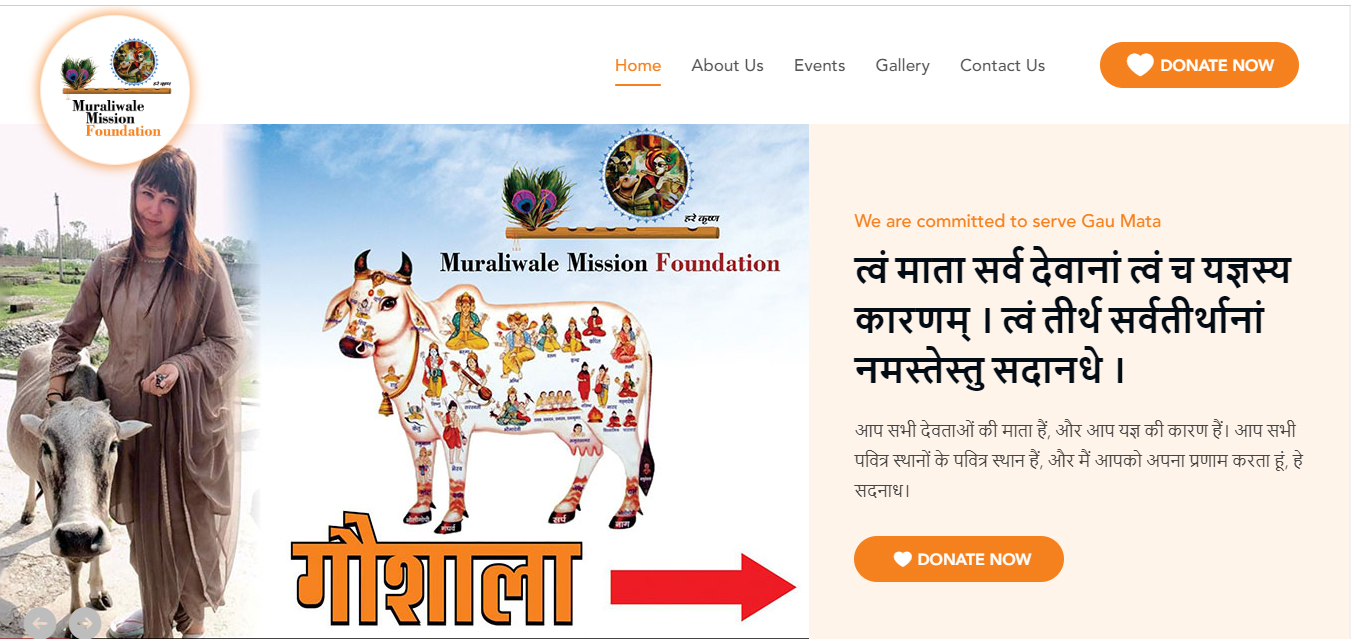 हरे कृष्ण
Muraliwale
Mission
Foundation
Home
About Us
Events
Gallery
Contact Us
DONATE NOW
हरे कृष्ण
Muraliwale Mission Foundation
गौशाला
We are committed to serve Gau Mata
त्वं माता सर्व देवानां त्वं च यज्ञस्य
कारणम् । त्वं तीर्थ सर्वतीर्थानां
नमस्तेस्तु सदानधे ।
आप सभी देवताओं की माता हैं, और आप यज्ञ की कारण हैं। आप सभी
पवित्र स्थानों के पवित्र स्थान हैं, और मैं आपको अपना प्रणाम करता हूं, हे
सदनाध।
DONATE NOW